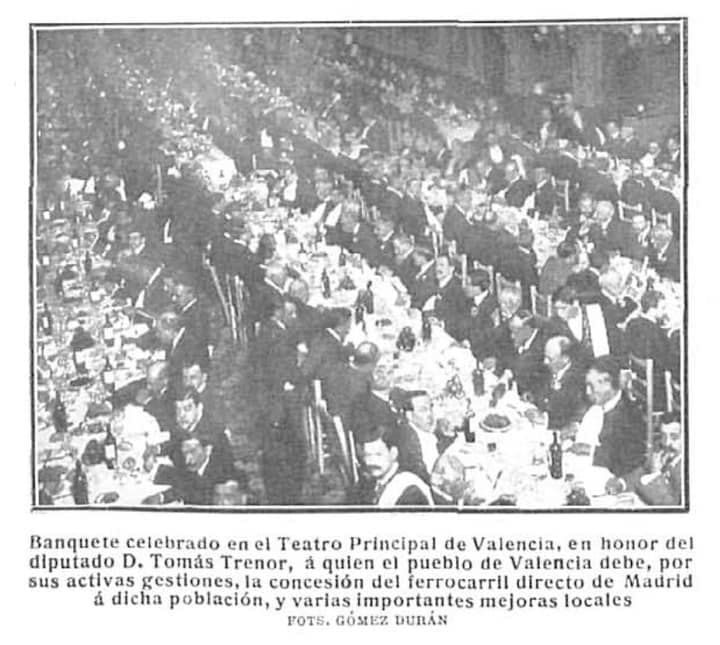 Banquete celebrado en el Teatro Principal de Valencia, en honor del
diputado D. Tomás Trenor, á quien el pueblo de Valencia debe, por
sus activas gestiones, la concesión del ferrocarril directo de Madrid
á dicha población, y varias importantes mejoras locales
FOTS. GÓMEZ DURÁN